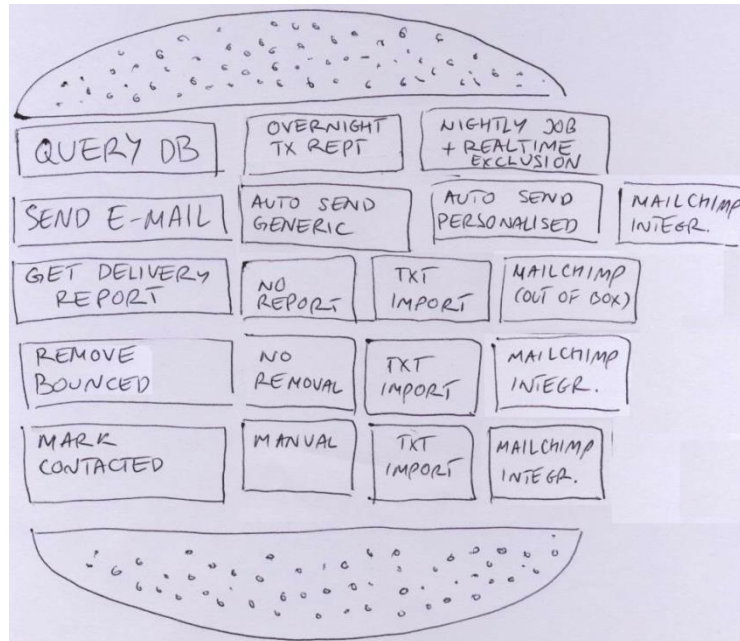 QUERY DB
OVERNIGHT
TX REPT
NIGHTLY JOB
+ REALTIME
EXCLUSION
SEND E-MAIL
AUTO SEND
GENERIC
AUTO SEND
PERSONALISED
MAILCHIMP
INTEGR.
GET DELIVERY
REPORT
NO
REPORT
TXT
IMPORT
MAILCHIMP
(OUT OF BOX)
REMOVE
BOUNCED
NO
REMOVAL
TXT
IMPORT
MAILCHIMP
INTEGR.
MARK
CONTACTED
MANUAL
TXT
IMPORT
MAILCHIMP
INTEGR.